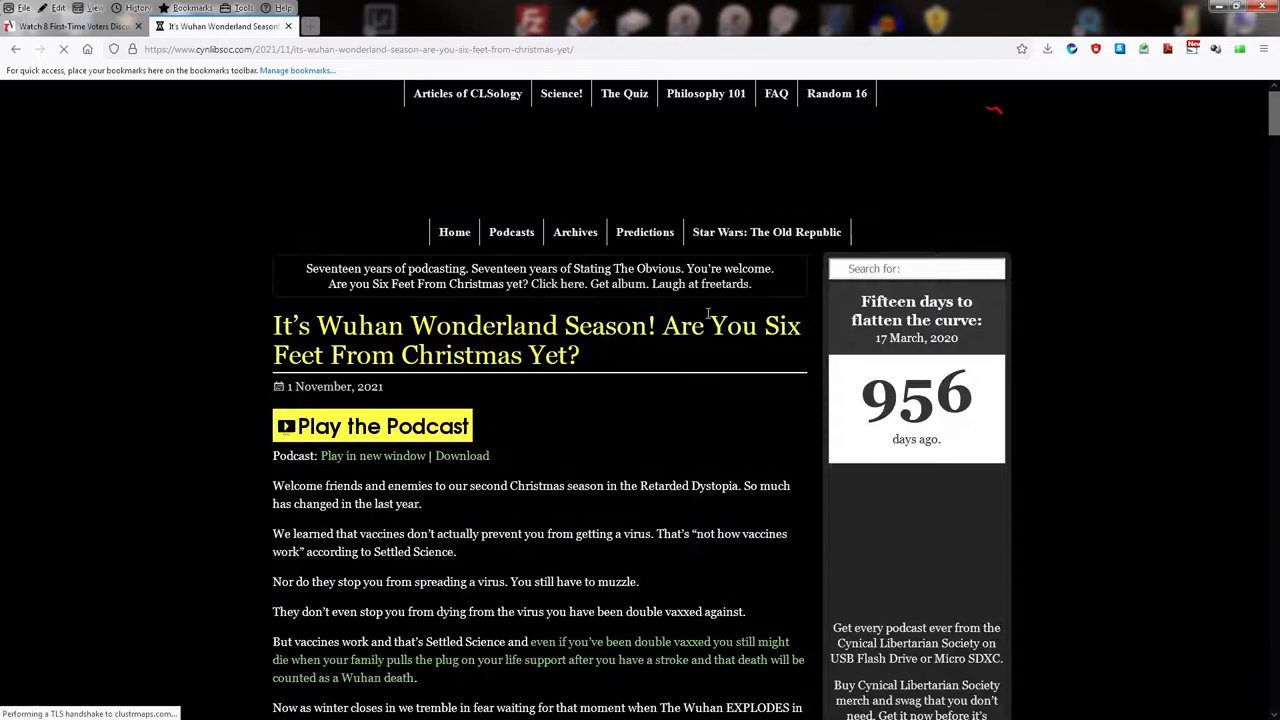 File Edit View History Bookmarks Tools Help
Watch 8 First-Time Voters Discu
It's Wuhan Wonderland Season!
https://www.cynlibsoc.com/2021/11/its-wuhan-wonderland-season-are-you-six-feet-from-christmas-yet/
New
For quick access, place your bookmarks here on the bookmarks toolbar. Manage bookmarks...
Articles of CLSology
Science!
The Quiz
Philosophy 101
FAQ
Random 16
Home
Podcasts
Archives
Predictions
Star Wars: The Old Republic
Seventeen years of podcasting. Seventeen years of Stating The Obvious. You're welcome.
Are you Six Feet From Christmas yet? Click here. Get album. Laugh at freetards.
It's Wuhan Wonderland Season! Are You Six
Feet From Christmas Yet?
1 November, 2021
Play the Podcast
Podcast: Play in new window | Download
Welcome friends and enemies to our second Christmas season in the Retarded Dystopia. So much
has changed in the last year.
We learned that vaccines don't actually prevent you from getting a virus. That's "not how vaccines
work" according to Settled Science.
Nor do they stop you from spreading a virus. You still have to muzzle.
They don't even stop you from dying from the virus you have been double vaxxed against.
But vaccines work and that's Settled Science and even if you've been double vaxxed you still might
die when your family pulls the plug on your life support after you have a stroke and that death will be
counted as a Wuhan death.
Now as winter closes in we tremble in fear waiting for that moment when The Wuhan EXPLODES in
Search for:
Fifteen days to
flatten the curve:
17 March, 2020
956
days ago.
Get every podcast ever from the
Cynical Libertarian Society on
USB Flash Drive or Micro SDXC.
Buy Cynical Libertarian Society
merch and swag that you don't
need. Get it now before it's
Performing a TLS handshake to clustrmaps.com...